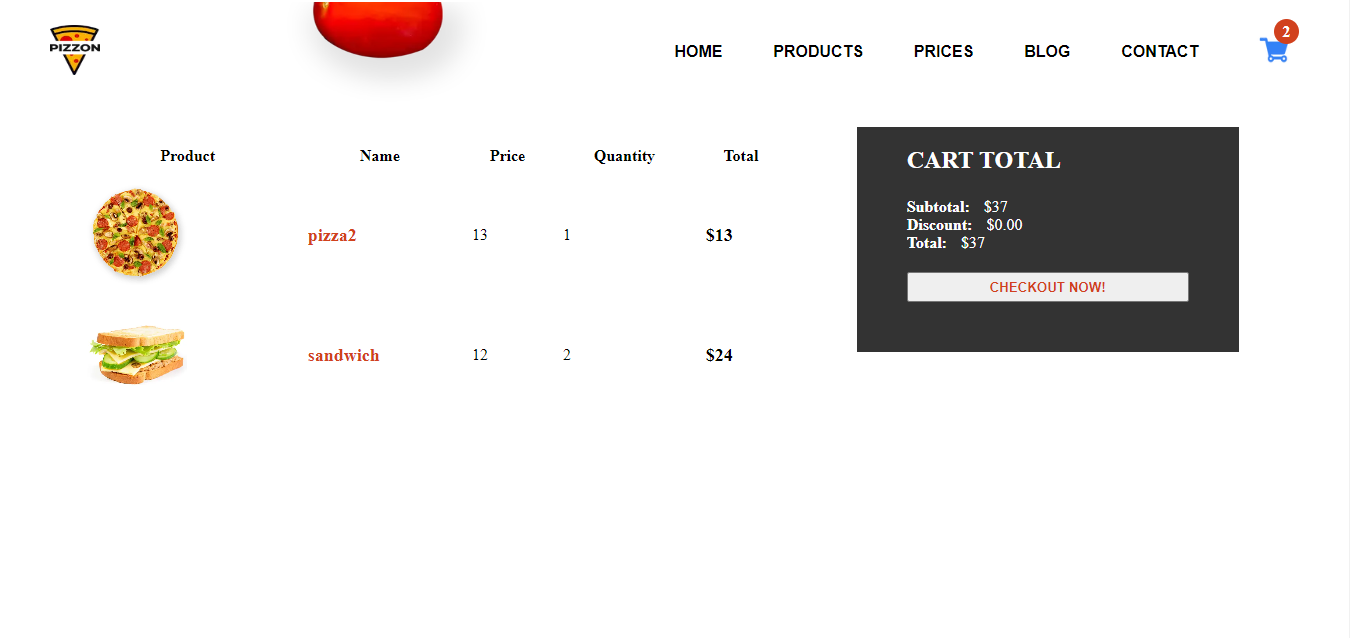 PIZZON
HOME PRODUCTS PRICES BLOG CONTACT
2
Product Name Price Quantity Total
pizza2 13 1 $13
sandwich 12 2 $24
CART TOTAL
Subtotal: $37
Discount: $0.00
Total: $37
CHECKOUT NOW!